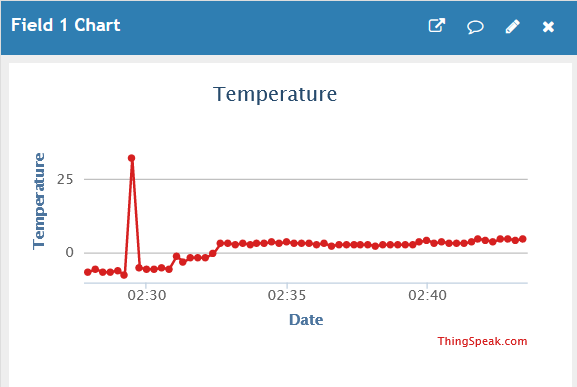 Field 1 Chart
Temperature
Temperature
25
0
02:30 02:35 02:40
Date
ThingSpeak.com